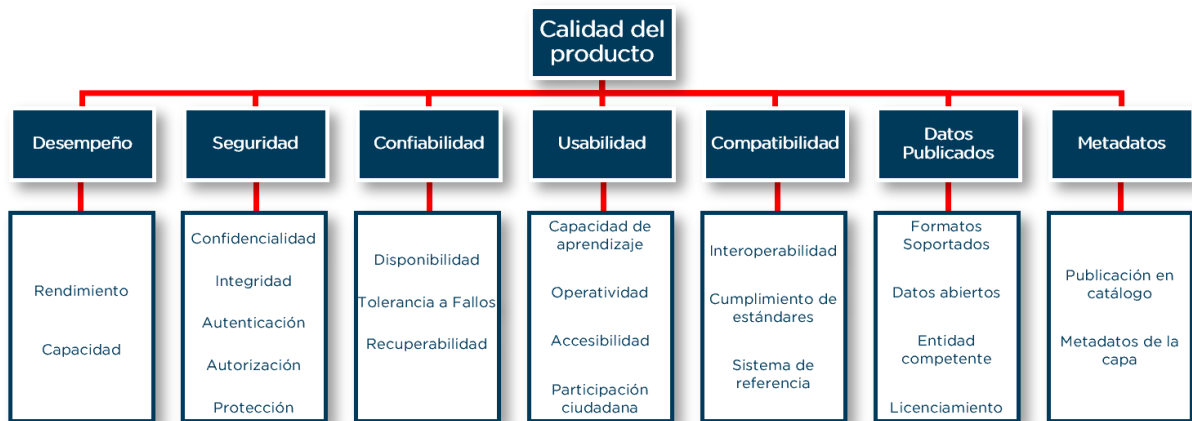 Calidad del
producto
Desempeño
Seguridad
Confiabilidad
Usabilidad
Compatibilidad
Datos
Publicados
Metadatos
Rendimiento
Capacidad
Confidencialidad
Integridad
Autenticación
Autorización
Protección
Disponibilidad
Tolerancia a Fallos
Recuperabilidad
Capacidad de
aprendizaje
Operatividad
Accesibilidad
Participación
ciudadana
Interoperabilidad
Cumplimiento de
estándares
Sistema de
referencia
Formatos
Soportados
Datos abiertos
Entidad
competente
Licenciamiento
Publicación en
catálogo
Metadatos de la
capa